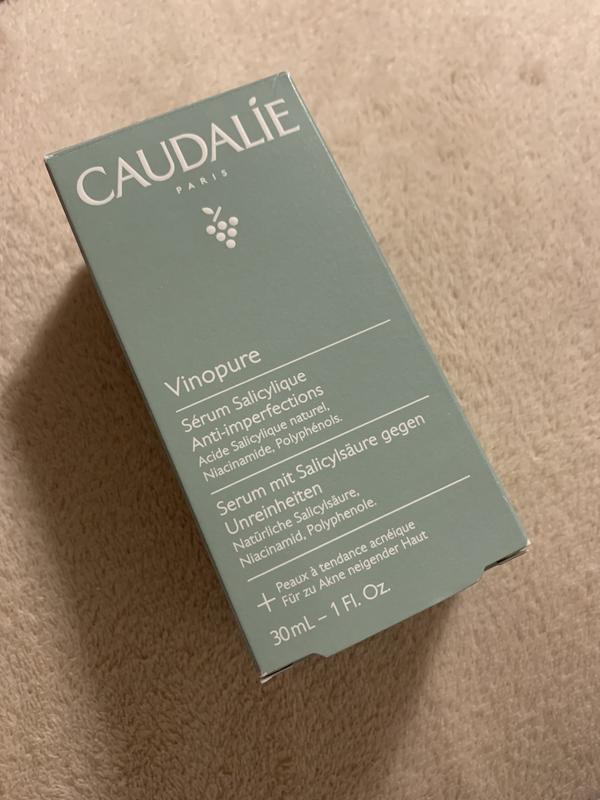 CAUDALÍE
PARIS
Vinopure
Sérum Salicylique
Anti-imperfections
Acide Salicylique naturel,
Niacinamide, Polyphénols.
Serum mit Salicylsäure gegen
Unreinheiten
Natürliche Salicylsäure,
Niacinamid, Polyphenole.
+ Peaux à tendance acnéique
Für zu Akne neigender Haut
30mL – 1 Fl. Oz.